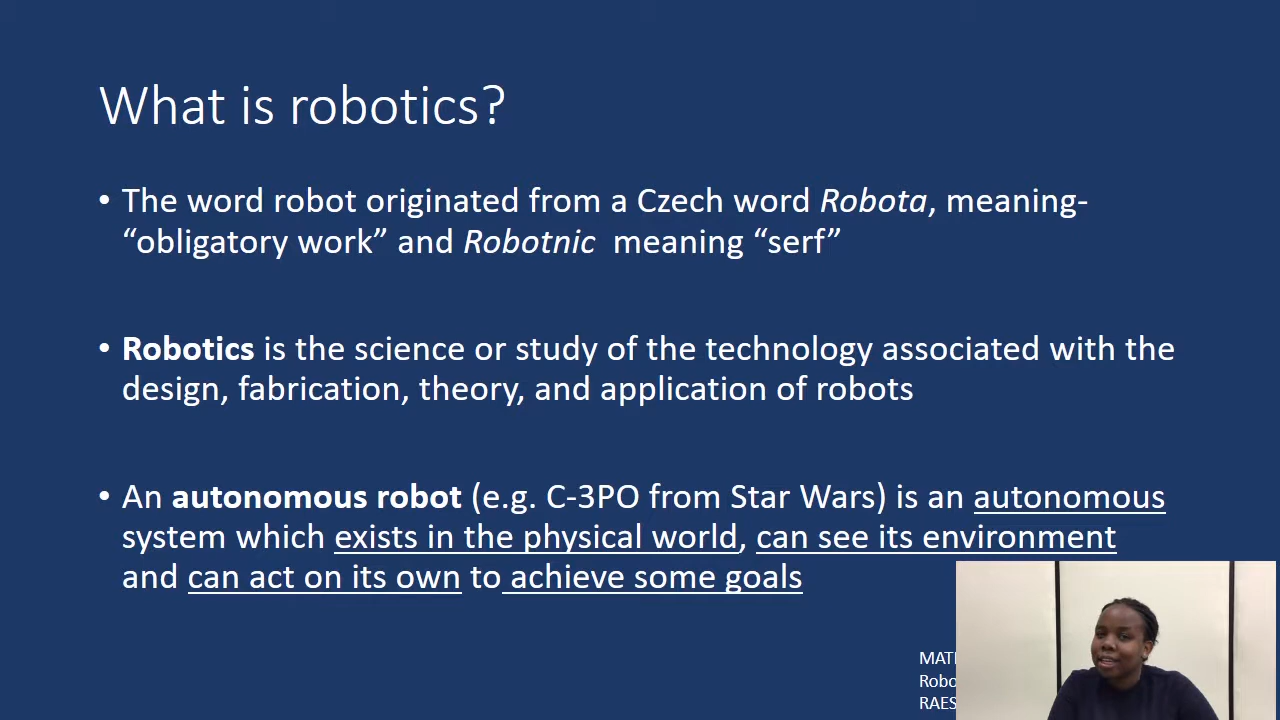 What is robotics?
• The word robot originated from a Czech word Robota, meaning-
“obligatory work” and Robotnic meaning “serf”
• Robotics is the science or study of the technology associated with the
design, fabrication, theory, and application of robots
• An autonomous robot (e.g. C-3PO from Star Wars) is an autonomous
system which exists in the physical world, can see its environment
and can act on its own to achieve some goals
RAES